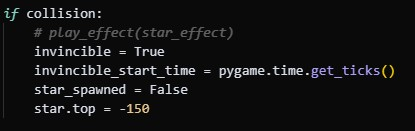 if collision:
    # play_effect(star_effect)
    invincible = True
    invincible_start_time = pygame.time.get_ticks()
    star_spawned = False
    star.top = -150